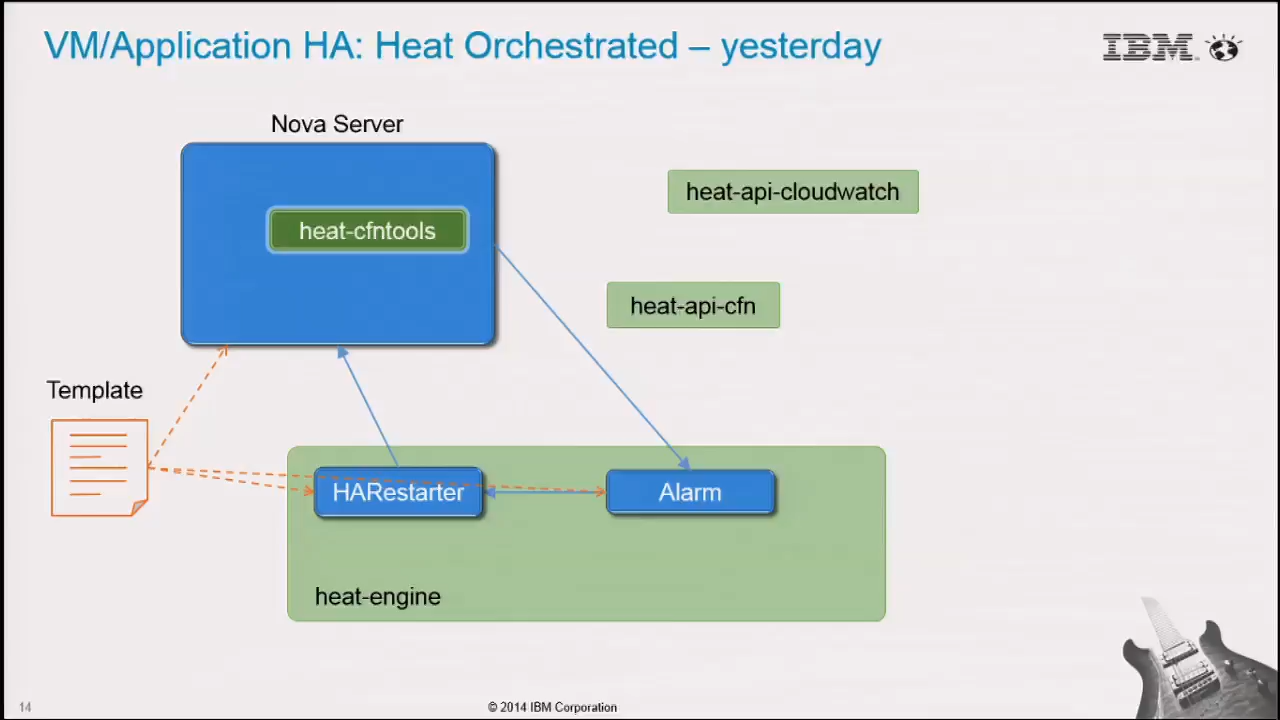 VM/Application HA: Heat Orchestrated – yesterday
IBM
Nova Server
heat-cfntools
heat-api-cloudwatch
heat-api-cfn
Template
HARestarter
Alarm
heat-engine
14
© 2014 IBM Corporation